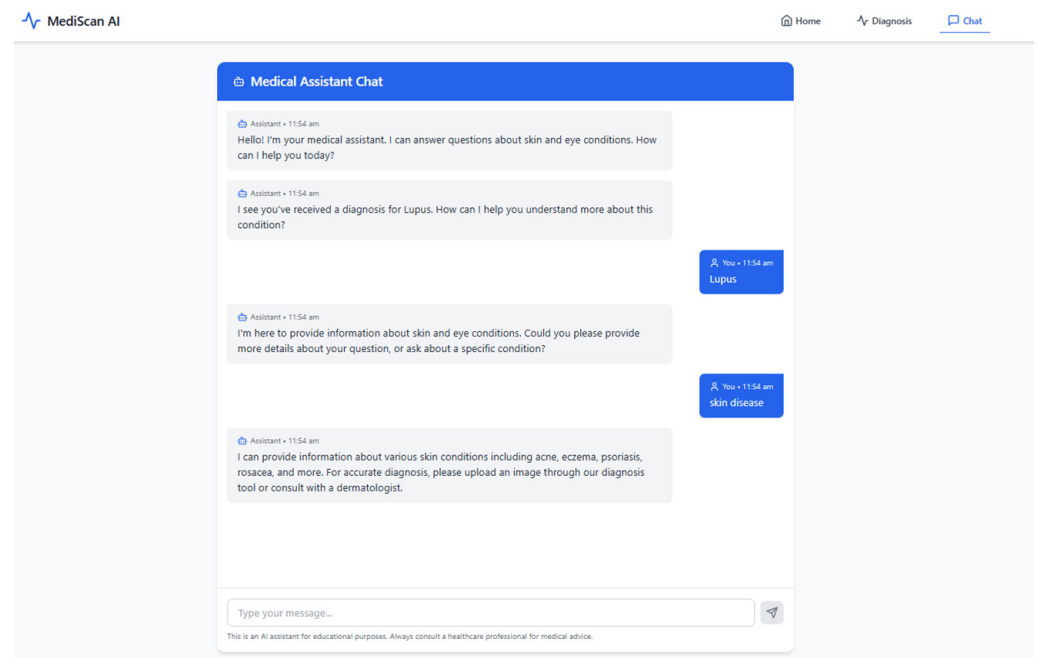 MediScan AI
Home
Diagnosis
Chat
Medical Assistant Chat
Assistant • 11:54 am
Hello! I'm your medical assistant. I can answer questions about skin and eye conditions. How
can I help you today?
Assistant • 11:54 am
I see you've received a diagnosis for Lupus. How can I help you understand more about this
condition?
You • 11:54 am
Lupus
Assistant • 11:54 am
I'm here to provide information about skin and eye conditions. Could you please provide
more details about your question, or ask about a specific condition?
You • 11:54 am
skin disease
Assistant • 11:54 am
I can provide information about various skin conditions including acne, eczema, psoriasis,
rosacea, and more. For accurate diagnosis, please upload an image through our diagnosis
tool or consult with a dermatologist.
Type your message...
This is an AI assistant for educational purposes. Always consult a healthcare professional for medical advice.